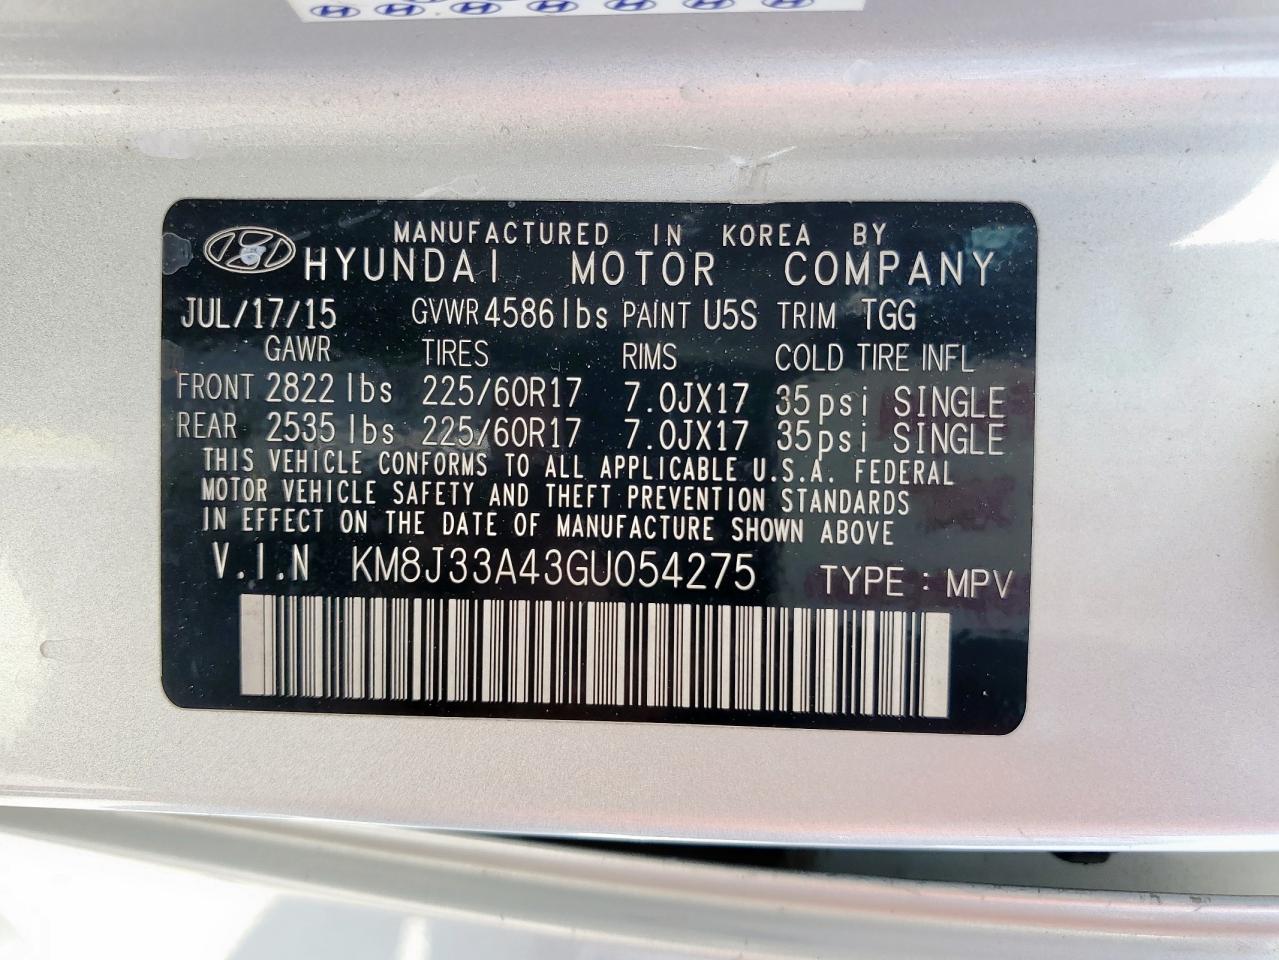 MANUFACTURED IN KOREA BY
HYUNDAI MOTOR COMPANY
JUL/17/15 GVWR 4586lbs PAINT U5S TRIM TGG
GAWR TIRES RIMS COLD TIRE INFL
FRONT 2822 lbs 225/60R17 7.0JX17 35psi SINGLE
REAR 2535 lbs 225/60R17 7.0JX17 35psi SINGLE
THIS VEHICLE CONFORMS TO ALL APPLICABLE U.S.A. FEDERAL
MOTOR VEHICLE SAFETY AND THEFT PREVENTION STANDARDS
IN EFFECT ON THE DATE OF MANUFACTURE SHOWN ABOVE
V.I.N KM8J33A43GU054275 TYPE : MPV